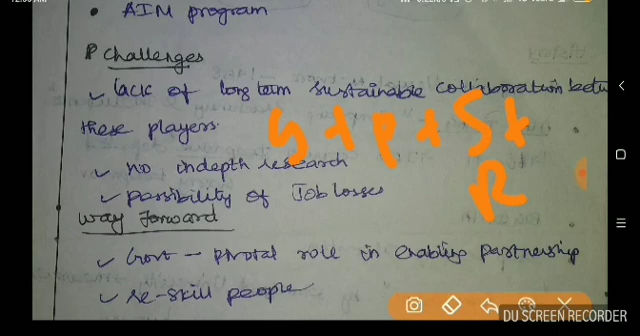 • AIM program
Challenges
✓ lack of long term sustainable collaboration betw
these players.
G + P + S +
R
✓ no indepth research
✓ possibility of Job losses
Way Forward
✓ Govt - pivotal role in enabling partnership
✓ re-skill people
DU SCREEN RECORDER